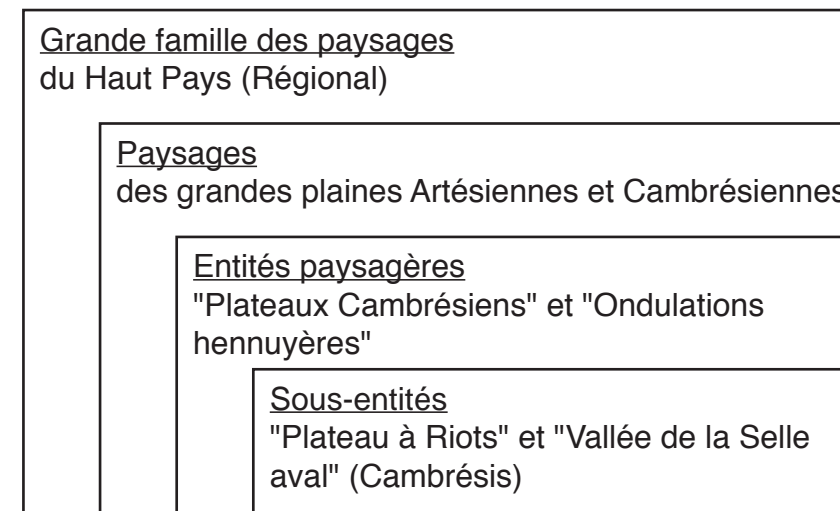 Grande famille des paysages
du Haut Pays (Régional)
Paysages
des grandes plaines Artésiennes et Cambrésiennes
Entités paysagères
"Plateaux Cambrésiens" et "Ondulations
hennuyères"
Sous-entités
"Plateau à Riots" et "Vallée de la Selle
aval" (Cambrésis)